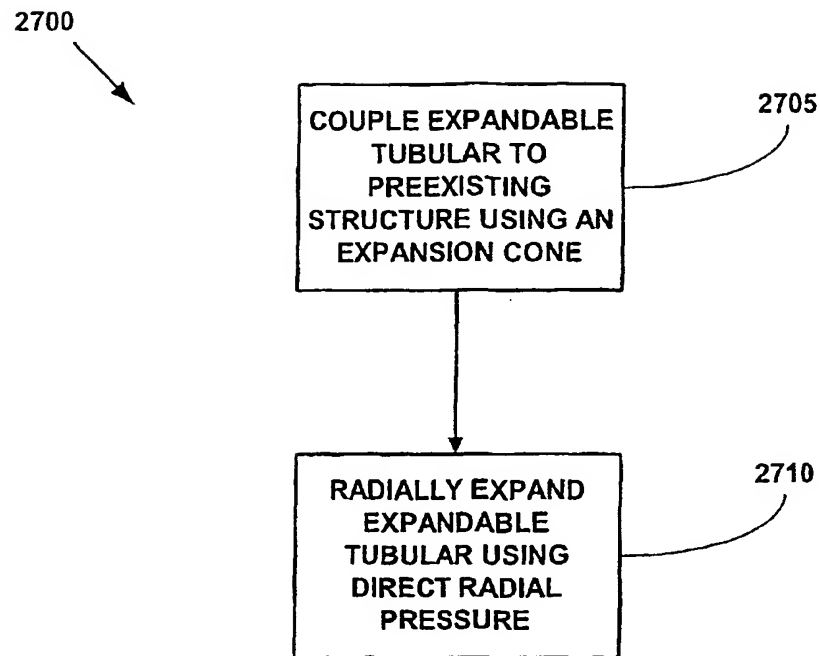 2700
COUPLE EXPANDABLE
TUBULAR TO
PREEXISTING
STRUCTURE USING AN
EXPANSION CONE
2705
RADIALLY EXPAND
EXPANDABLE
TUBULAR USING
DIRECT RADIAL
PRESSURE
2710